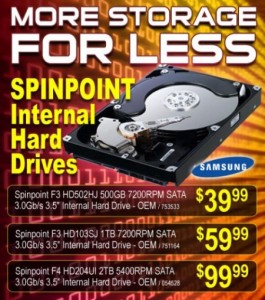 MORE STORAGE
FOR LESS
SPINPOINT
Internal
Hard
Drives
SAMSUNG
Spinpoint F3 HD502HJ 500GB 7200RPM SATA
3.0Gb/s 3.5" Internal Hard Drive - OEM / 753533
$39.99
Spinpoint F3 HD103SJ 1TB 7200RPM SATA
3.0Gb/s 3.5" Internal Hard Drive - OEM / 751164
$59.99
Spinpoint F4 HD204UI 2TB 5400RPM SATA
3.0Gb/s 3.5" Internal Hard Drive - OEM / 014628
$99.99